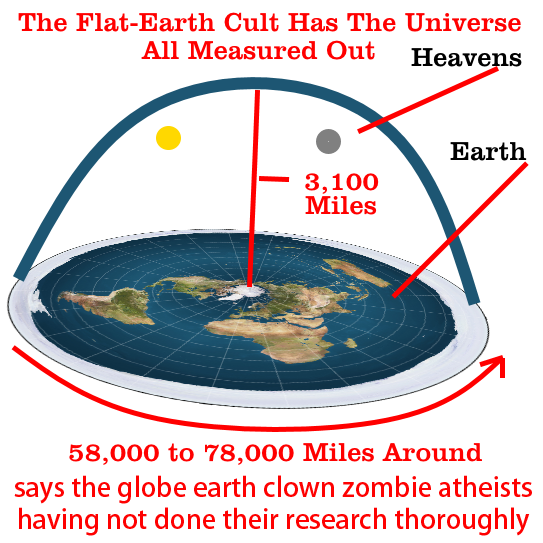 The Flat-Earth Cult Has The Universe
All Measured Out
Heavens
Earth
3,100
Miles
58,000 to 78,000 Miles Around
says the globe earth clown zombie atheists
having not done their research thoroughly